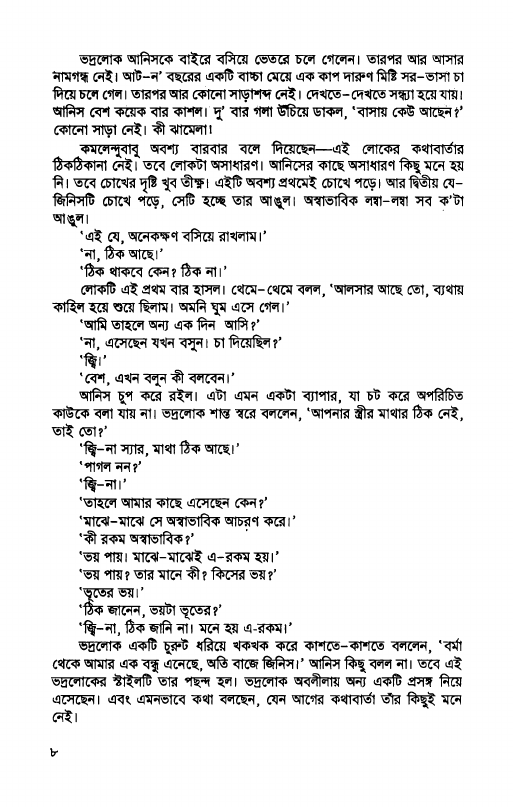 ভদ্রলোক আনিসকে বাইরে বসিয়ে ভেতরে চলে গেলেন। তারপর আর আসার
নামগন্ধ নেই। আট-ন' বছরের একটি বাচ্চা মেয়ে এক কাপ দারুণ মিষ্টি সর-ভাসা চা
দিয়ে চলে গেল। তারপর আর কোনো সাড়াশব্দ নেই। দেখতে-দেখতে সন্ধ্যা হয়ে যায়।
আনিস বেশ কয়েক বার কাশল। দু' বার গলা উঁচিয়ে ডাকল, 'বাসায় কেউ আছেন?'
কোনো সাড়া নেই। কী ঝামেলা!
কমলেন্দুবাবু অবশ্য বারবার বলে দিয়েছেন—এই লোকের কথাবার্তার
ঠিকঠিকানা নেই। তবে লোকটা অসাধারণ। আনিসের কাছে অসাধারণ কিছু মনে হয়
নি। তবে চোখের দৃষ্টি খুব তীক্ষ্ণ। এইটি অবশ্য প্রথমেই চোখে পড়ে। আর দ্বিতীয় যে-
জিনিসটি চোখে পড়ে, সেটি হচ্ছে তার আঙুল। অস্বাভাবিক লম্বা-লম্বা সব ক'টা
আঙুল।
'এই যে, অনেকক্ষণ বসিয়ে রাখলাম।'
'না, ঠিক আছে।'
'ঠিক থাকবে কেন? ঠিক না।'
লোকটি এই প্রথম বার হাসল। থেমে-থেমে বলল, 'আলসার আছে তো, ব্যথায়
কাহিল হয়ে শুয়ে ছিলাম। অমনি ঘুম এসে গেল।'
'আমি তাহলে অন্য এক দিন আসি?'
'না, এসেছেন যখন বসুন। চা দিয়েছিল?'
'জ্বি।'
'বেশ, এখন বলুন কী বলবেন।'
আনিস চুপ করে রইল। এটা এমন একটা ব্যাপার, যা চট করে অপরিচিত
কাউকে বলা যায় না। ভদ্রলোক শান্ত স্বরে বললেন, 'আপনার স্ত্রীর মাথার ঠিক নেই,
তাই তো?'
'জ্বি-না স্যার, মাথা ঠিক আছে।'
'পাগল নন?'
'জ্বি-না।'
'তাহলে আমার কাছে এসেছেন কেন?'
'মাঝে-মাঝে সে অস্বাভাবিক আচরণ করে।'
'কী রকম অস্বাভাবিক?'
'ভয় পায়। মাঝে-মাঝেই এ-রকম হয়।'
'ভয় পায়? তার মানে কী? কিসের ভয়?'
'ভূতের ভয়।'
'ঠিক জানেন, ভয়টা ভূতের?'
'জ্বি-না, ঠিক জানি না। মনে হয় এ-রকম।'
ভদ্রলোক একটি চুরুট ধরিয়ে খকখক করে কাশতে-কাশতে বললেন, 'বর্মা
থেকে আমার এক বন্ধু এনেছে, অতি বাজে জিনিস।' আনিস কিছু বলল না। তবে এই
ভদ্রলোকের স্টাইলটি তার পছন্দ হল। ভদ্রলোক অবলীলায় অন্য একটি প্রসঙ্গ নিয়ে
এসেছেন। এবং এমনভাবে কথা বলছেন, যেন আগের কথাবার্তা তাঁর কিছুই মনে
নেই।
৮